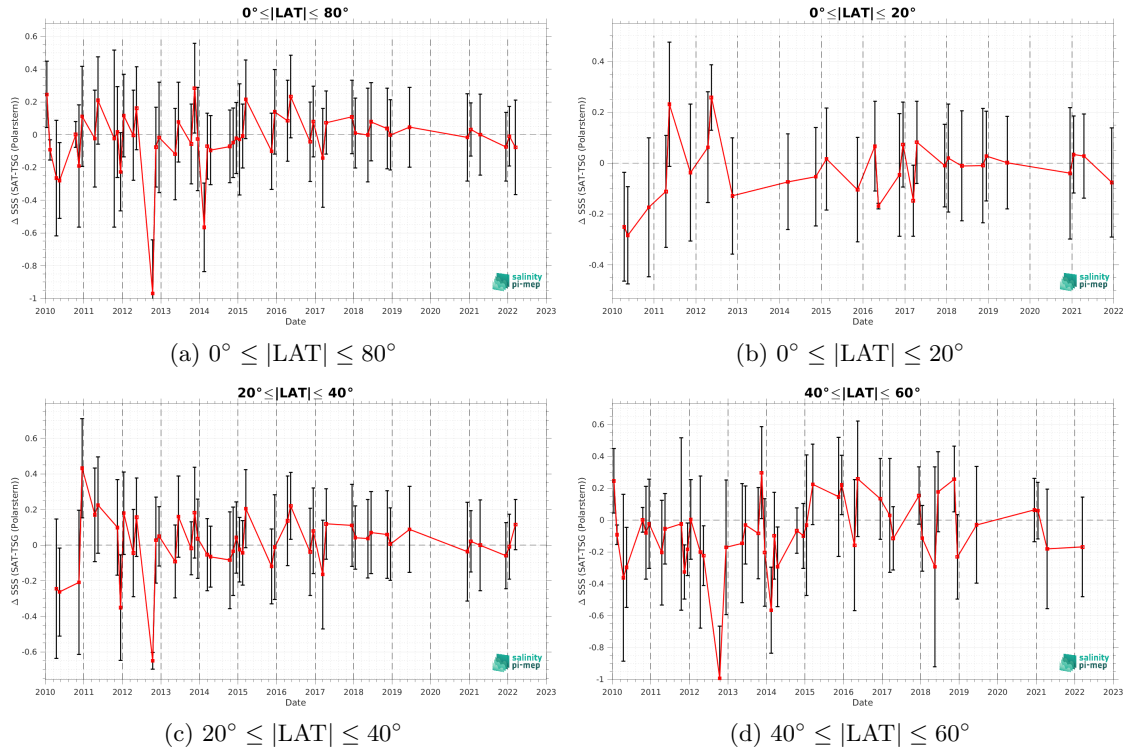 0°≤|LAT|≤ 80°
Δ SSS (SAT-TSG (Polarstern))
0.6
0.4
0.2
0
-0.2
-0.4
-0.6
-0.8
-1
2010 2011 2012 2013 2014 2015 2016 2017 2018 2019 2020 2021 2022 2023
Date
salinity
pi-mep
(a) 0° ≤ |LAT| ≤ 80°
0°≤|LAT|≤ 20°
Δ SSS (SAT-TSG (Polarstern))
0.4
0.2
0
-0.2
-0.4
2010 2011 2012 2013 2014 2015 2016 2017 2018 2019 2020 2021 2022
Date
salinity
pi-mep
(b) 0° ≤ |LAT| ≤ 20°
20°≤|LAT|≤ 40°
Δ SSS (SAT-TSG (Polarstern))
0.6
0.4
0.2
0
-0.2
-0.4
-0.6
2010 2011 2012 2013 2014 2015 2016 2017 2018 2019 2020 2021 2022 2023
Date
salinity
pi-mep
(c) 20° ≤ |LAT| ≤ 40°
40°≤|LAT|≤ 60°
Δ SSS (SAT-TSG (Polarstern))
0.6
0.4
0.2
0
-0.2
-0.4
-0.6
-0.8
-1
2010 2011 2012 2013 2014 2015 2016 2017 2018 2019 2020 2021 2022 2023
Date
salinity
pi-mep
(d) 40° ≤ |LAT| ≤ 60°